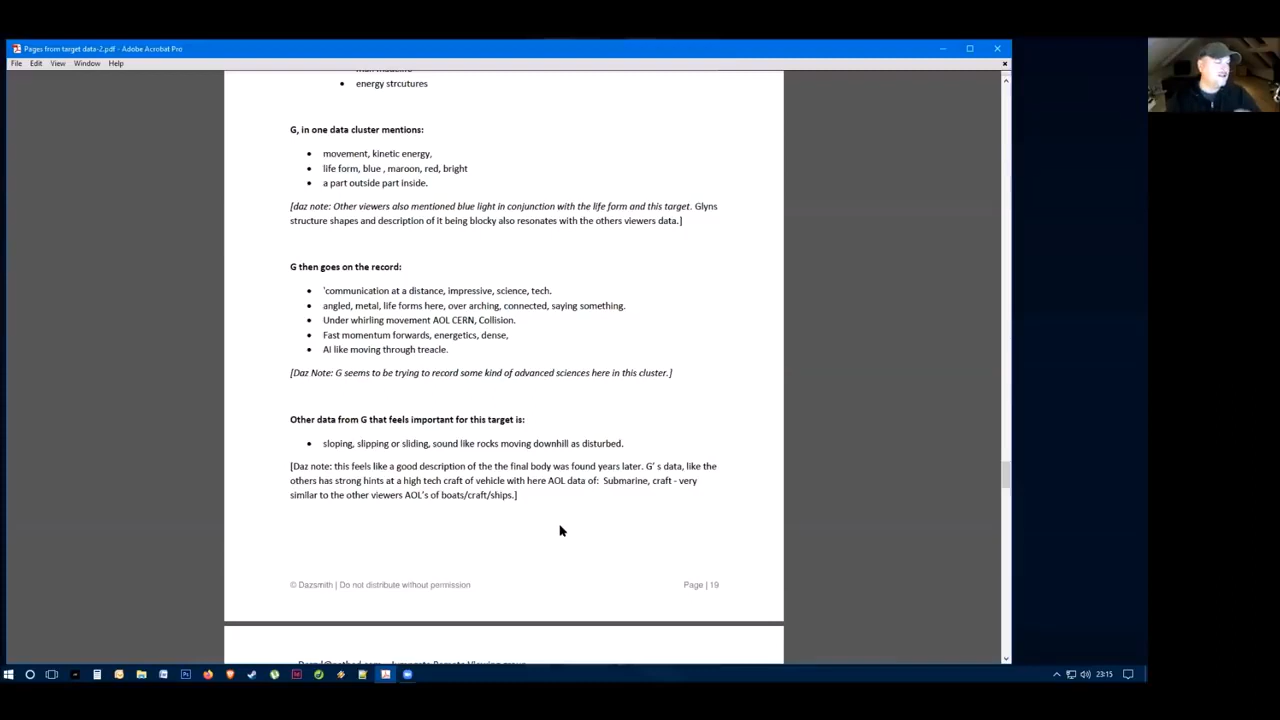 Pages from target data-2.pdf - Adobe Acrobat Pro
File Edit View Window Help
energy strcutures
G, in one data cluster mentions:
movement, kinetic energy,
life form, blue , maroon, red, bright
a part outside part inside.
[daz note: Other viewers also mentioned blue light in conjunction with the life form and this target. Glyns
structure shapes and description of it being blocky also resonates with the others viewers data.]
G then goes on the record:
'communication at a distance, impressive, science, tech.
angled, metal, life forms here, over arching, connected, saying something.
Under whirling movement AOL CERN, Collision.
Fast momentum forwards, energetics, dense,
AI like moving through treacle.
[Daz Note: G seems to be trying to record some kind of advanced sciences here in this cluster.]
Other data from G that feels important for this target is:
sloping, slipping or sliding, sound like rocks moving downhill as disturbed.
[Daz note: this feels like a good description of the the final body was found years later. G' s data, like the
others has strong hints at a high tech craft of vehicle with here AOL data of: Submarine, craft - very
similar to the other viewers AOL's of boats/craft/ships.]
© Dazsmith | Do not distribute without permission
Page | 19
23:15